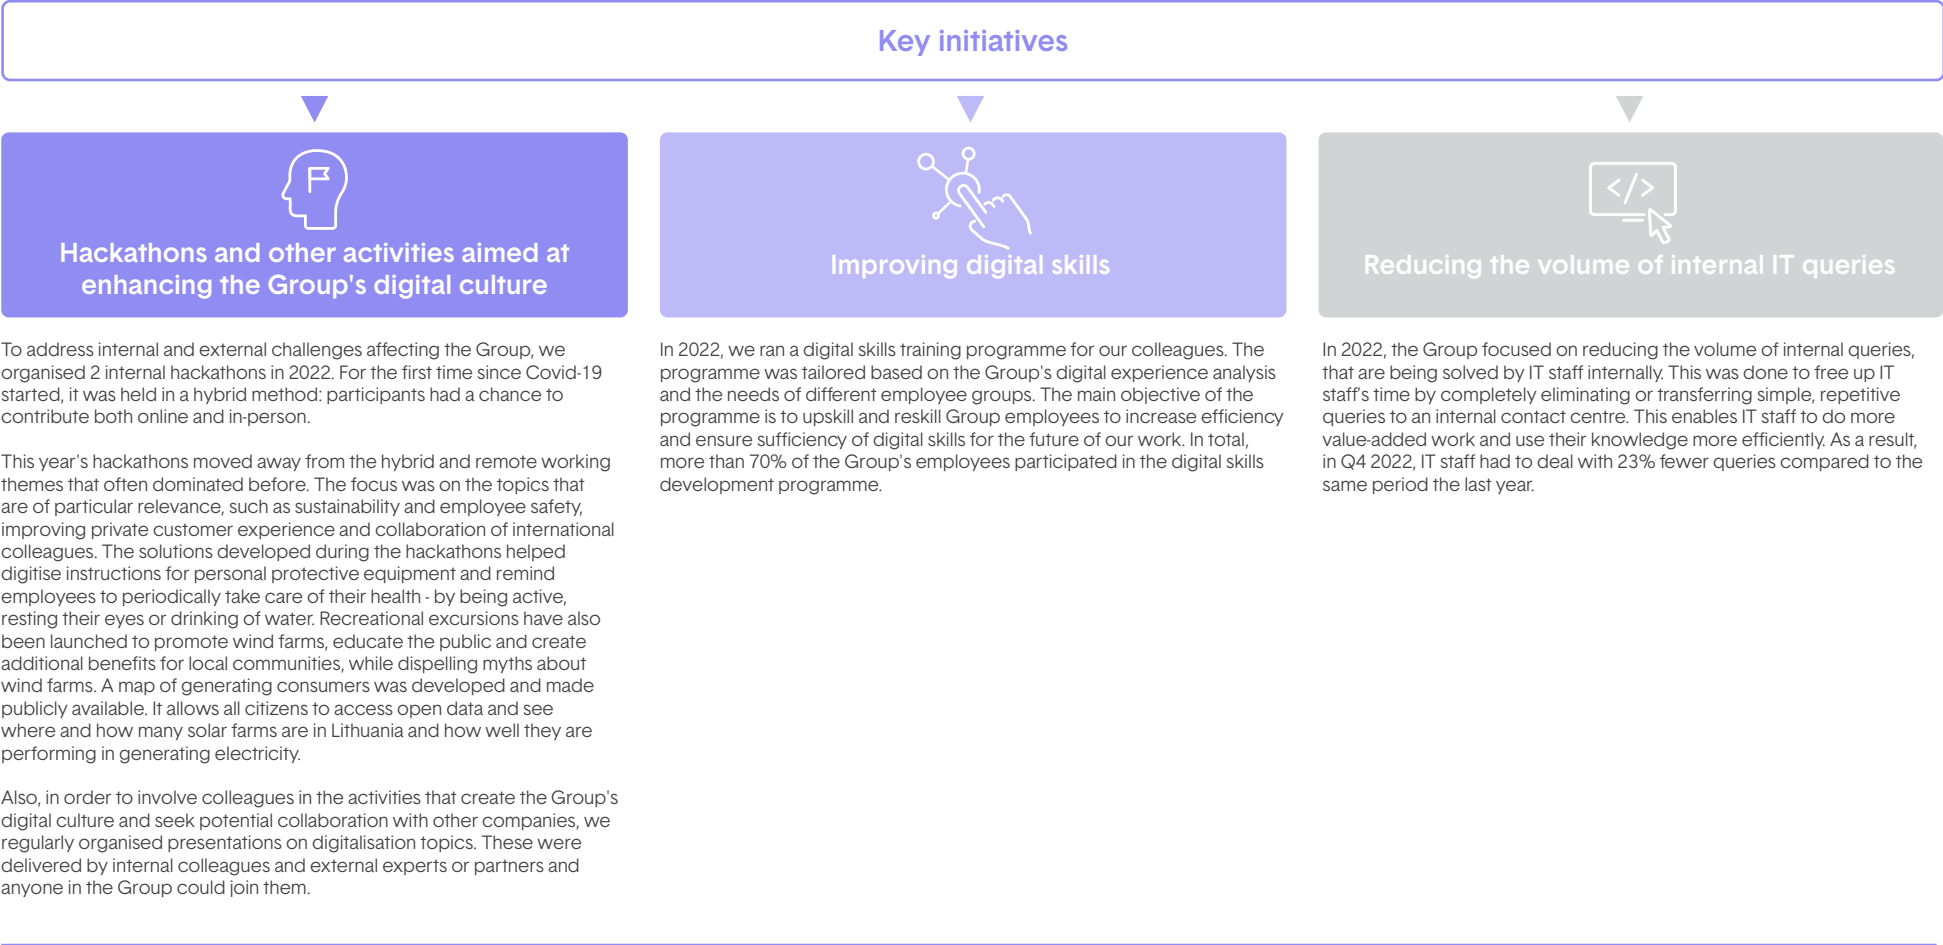 Key initiatives
Hackathons and other activities aimed at
enhancing the Group's digital culture
To address internal and external challenges affecting the Group, we
organised 2 internal hackathons in 2022. For the first time since Covid-19
started, it was held in a hybrid method: participants had a chance to
contribute both online and in-person.
This year's hackathons moved away from the hybrid and remote working
themes that often dominated before. The focus was on the topics that
are of particular relevance, such as sustainability and employee safety,
improving private customer experience and collaboration of international
colleagues. The solutions developed during the hackathons helped
digitise instructions for personal protective equipment and remind
employees to periodically take care of their health - by being active,
resting their eyes or drinking of water. Recreational excursions have also
been launched to promote wind farms, educate the public and create
additional benefits for local communities, while dispelling myths about
wind farms. A map of generating consumers was developed and made
publicly available. It allows all citizens to access open data and see
where and how many solar farms are in Lithuania and how well they are
performing in generating electricity.
Also, in order to involve colleagues in the activities that create the Group's
digital culture and seek potential collaboration with other companies, we
regularly organised presentations on digitalisation topics. These were
delivered by internal colleagues and external experts or partners and
anyone in the Group could join them.
Improving digital skills
In 2022, we ran a digital skills training programme for our colleagues. The
programme was tailored based on the Group's digital experience analysis
and the needs of different employee groups. The main objective of the
programme is to upskill and reskill Group employees to increase efficiency
and ensure sufficiency of digital skills for the future of our work. In total,
more than 70% of the Group's employees participated in the digital skills
development programme.
</>
Reducing the volume of internal IT queries
In 2022, the Group focused on reducing the volume of internal queries,
that are being solved by IT staff internally. This was done to free up IT
staff's time by completely eliminating or transferring simple, repetitive
queries to an internal contact centre. This enables IT staff to do more
value-added work and use their knowledge more efficiently. As a result,
in Q4 2022, IT staff had to deal with 23% fewer queries compared to the
same period the last year.